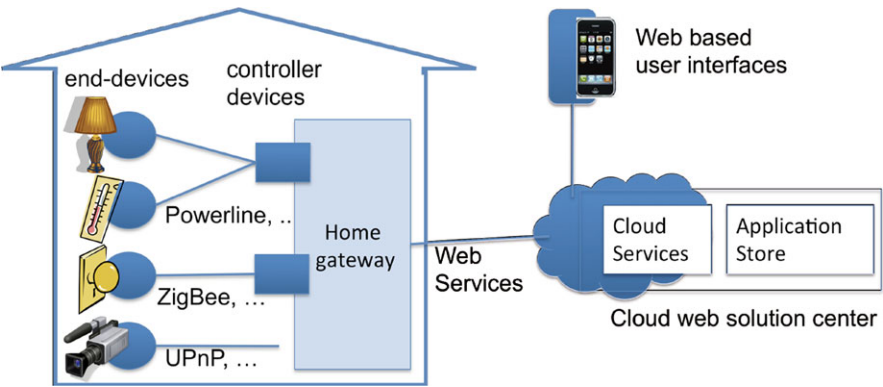 end-devices
controller
devices
Powerline, ..
ZigBee, ...
UPnP, ...
Home
gateway
Web
Services
Web based
user interfaces
Cloud
Services
Application
Store
Cloud web solution center